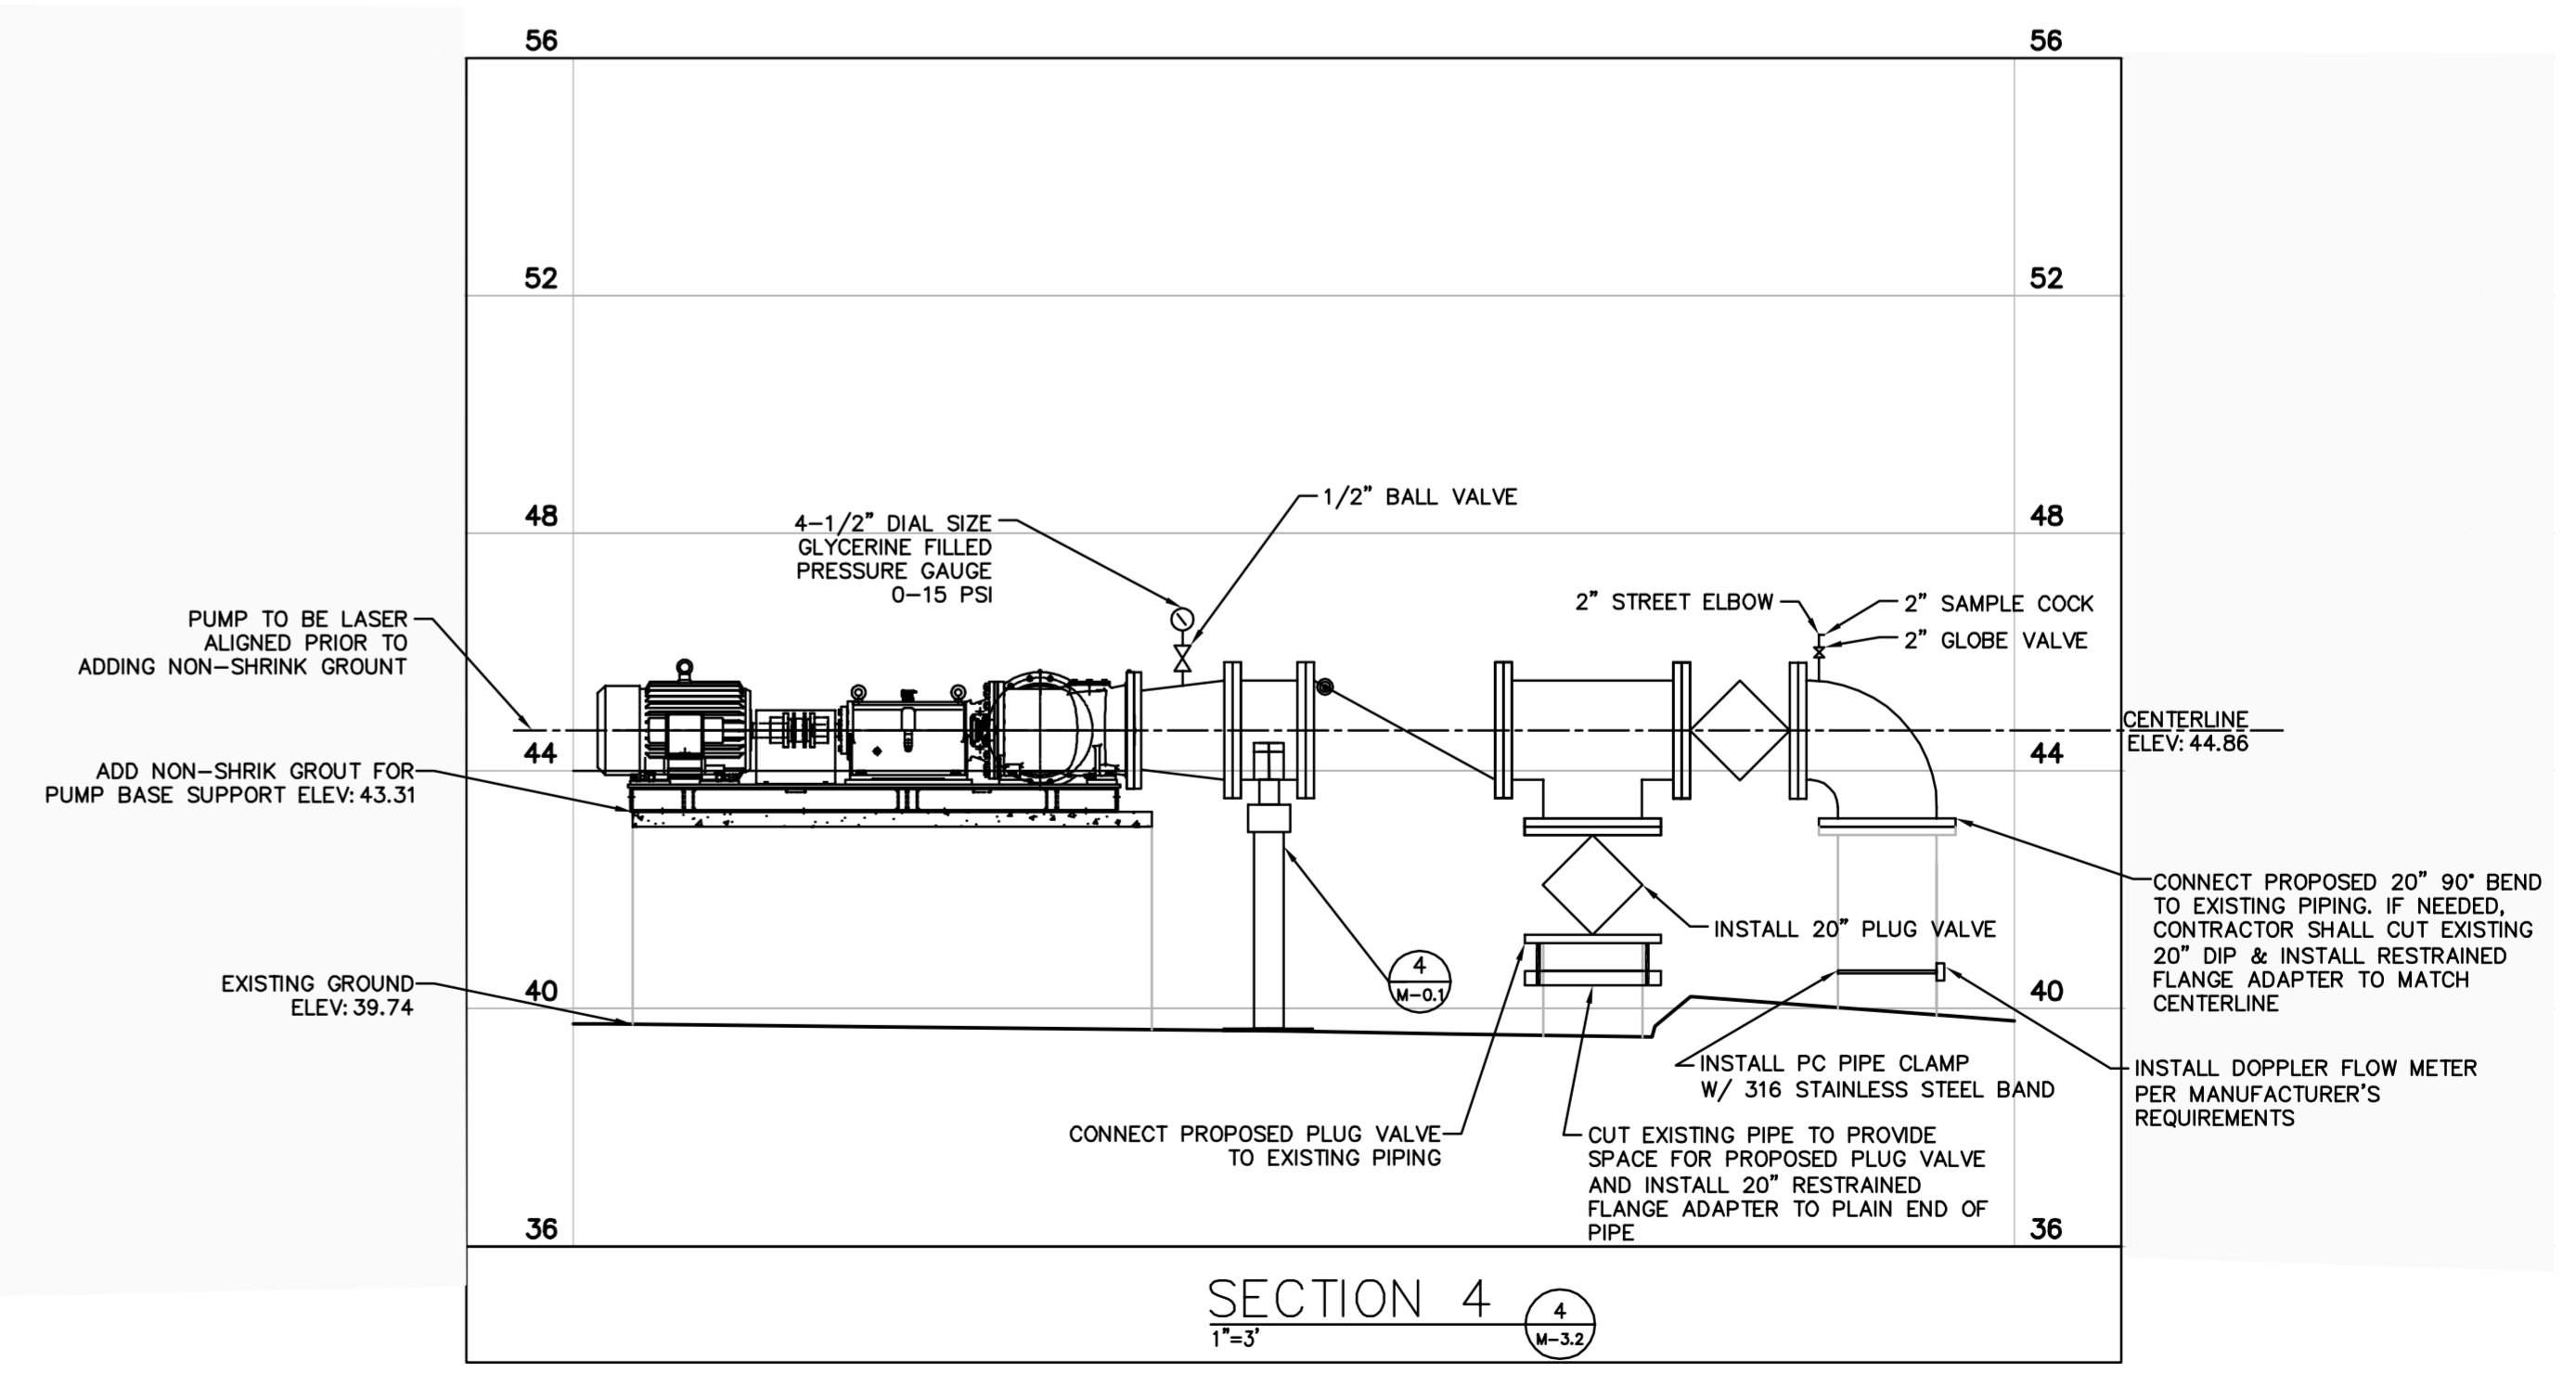 56
56
52
52
48
48
1/2" BALL VALVE
4-1/2" DIAL SIZE
GLYCERINE FILLED
PRESSURE GAUGE
0-15 PSI
PUMP TO BE LASER
ALIGNED PRIOR TO
ADDING NON-SHRINK GROUNT
2" STREET ELBOW
2" SAMPLE COCK
2" GLOBE VALVE
CENTERLINE
ELEV: 44.86
44
44
ADD NON-SHRIK GROUT FOR
PUMP BASE SUPPORT ELEV: 43.31
CONNECT PROPOSED 20" 90° BEND
TO EXISTING PIPING. IF NEEDED,
CONTRACTOR SHALL CUT EXISTING
20" DIP & INSTALL RESTRAINED
FLANGE ADAPTER TO MATCH
CENTERLINE
INSTALL 20" PLUG VALVE
4
M-0.1
EXISTING GROUND
ELEV: 39.74
40
40
INSTALL PC PIPE CLAMP
W/ 316 STAINLESS STEEL BAND
INSTALL DOPPLER FLOW METER
PER MANUFACTURER'S
REQUIREMENTS
CONNECT PROPOSED PLUG VALVE
TO EXISTING PIPING
CUT EXISTING PIPE TO PROVIDE
SPACE FOR PROPOSED PLUG VALVE
AND INSTALL 20" RESTRAINED
FLANGE ADAPTER TO PLAIN END OF
PIPE
36
36
SECTION 4
1"=3'
4
M-3.2